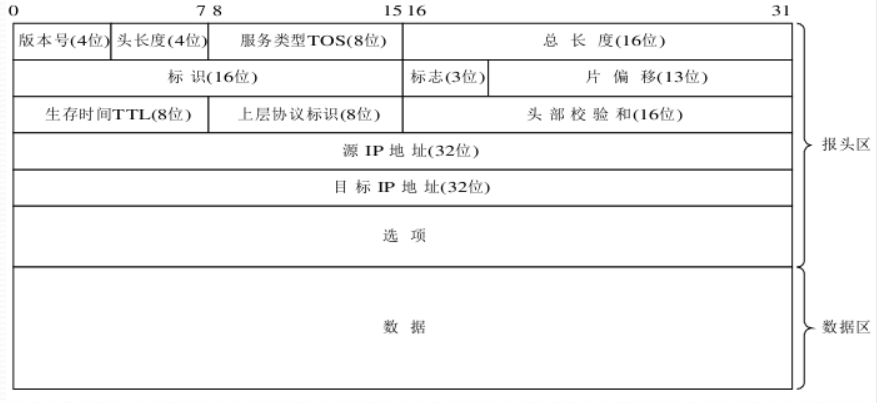 0 7 8 15 16 31
版本号(4位) 头长度(4位) 服务类型TOS(8位) 总 长 度(16位)
标 识(16位) 标志(3位) 片 偏 移(13位)
生存时间TTL(8位) 上层协议标识(8位) 头 部 校 验 和(16位)
源 IP 地 址(32位)
报头区
目 标 IP 地 址(32位)
选 项
数 据
数据区